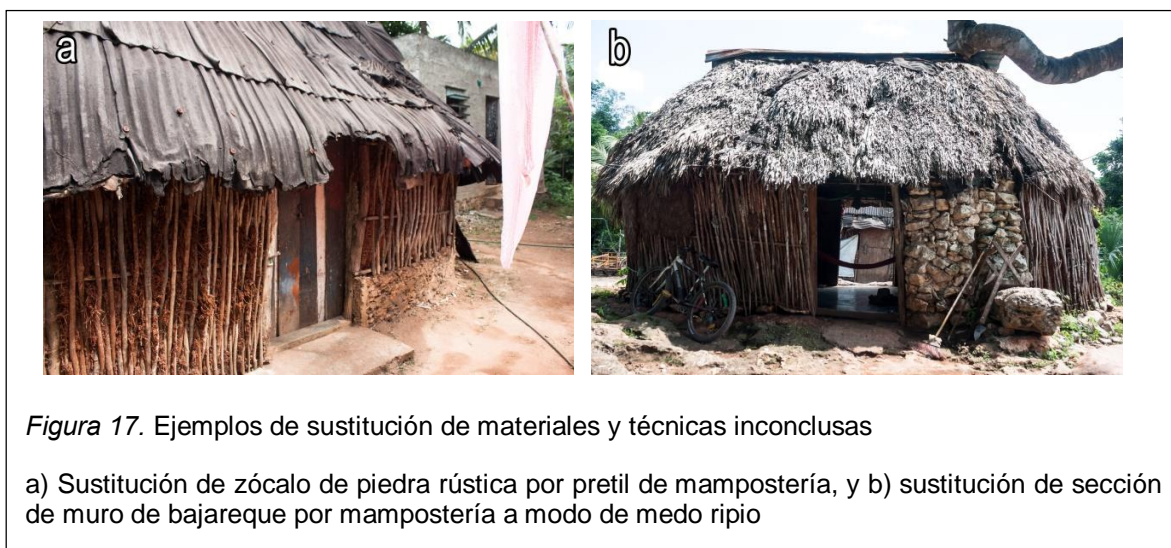 a
b
Figura 17. Ejemplos de sustitución de materiales y técnicas inconclusas
a) Sustitución de zócalo de piedra rústica por pretil de mampostería, y b) sustitución de sección
de muro de bajareque por mampostería a modo de medo ripio